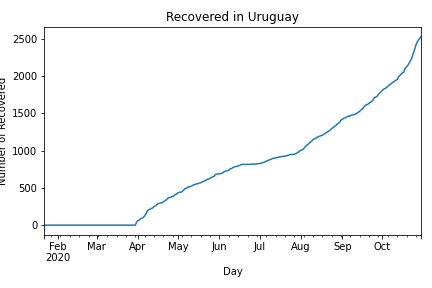 Recovered in Uruguay
Number of Recovered
2500
2000
1500
1000
500
0
Feb Mar Apr May Jun Jul Aug Sep Oct
2020
Day